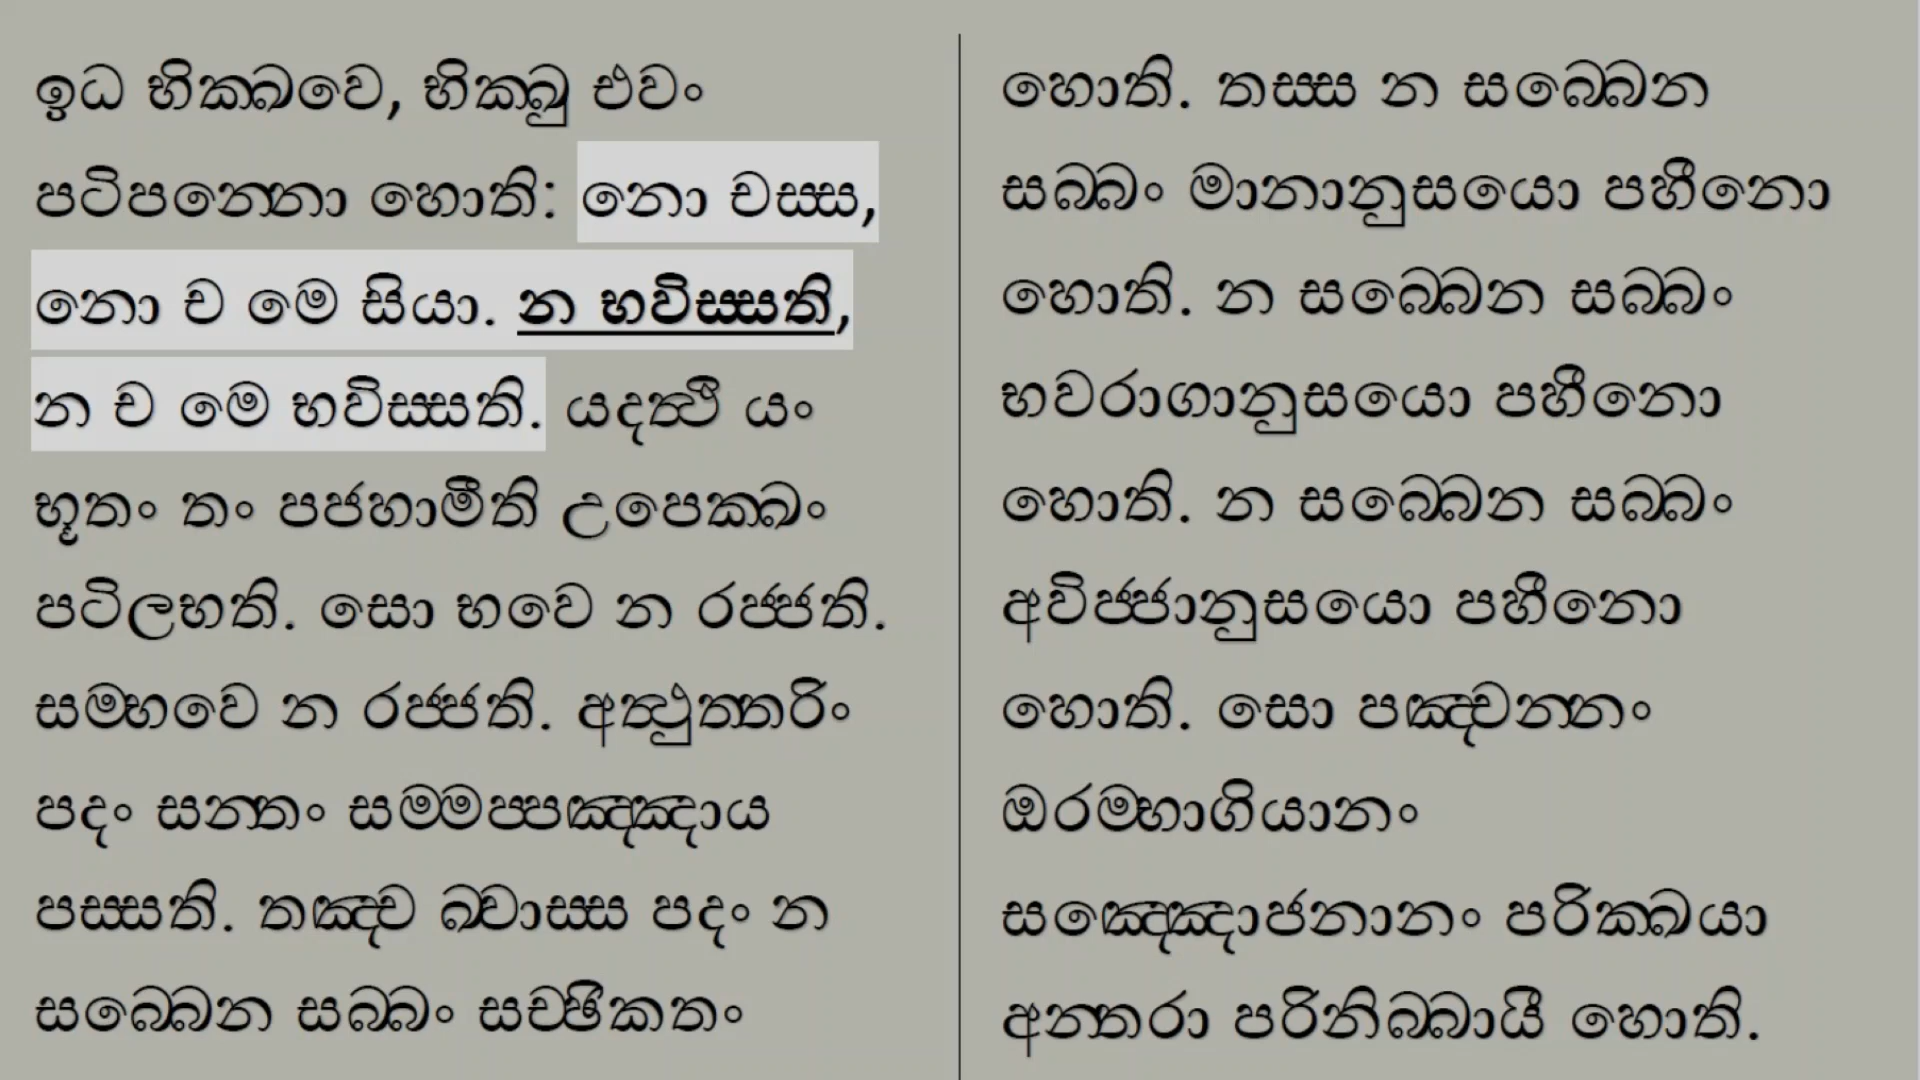 ඉධ භික‍්ඛවෙ, භික‍්ඛු එවං
පටිපන‍්නො හොති: නො චස‍්ස,
නො ච මෙ සියා. න භවිස‍්සති,
න ච මෙ භවිස‍්සති. යදත්‍ථි යං
භූතං තං පජහාමීති උපෙක‍්ඛං
පටිලභති. සො භවෙ න රජ‍්ජති.
සම‍්භවෙ න රජ‍්ජති. අත්‍ථුත‍්තරිං
පදං සන‍්තං සම‍්මප‍්පඤ‍්ඤාය
පස‍්සති. තඤ‍්ච ඛ්‍වාස‍්ස පදං න
සබ‍්බෙන සබ‍්බං සච‍්ඡිකතං
හොති. තස‍්ස න සබ‍්බෙන
සබ‍්බං මානානුසයො පහීනො
හොති. න සබ‍්බෙන සබ‍්බං
භවරාගානුසයො පහීනො
හොති. න සබ‍්බෙන සබ‍්බං
අවිජ‍්ජානුසයො පහීනො
හොති. සො පඤ‍්චන‍්නං
ඔරම‍්භාගියානං
සඤ‍්ඤොජනානං පරික‍්ඛයා
අන‍්තරා පරිනිබ‍්බායී හොති.